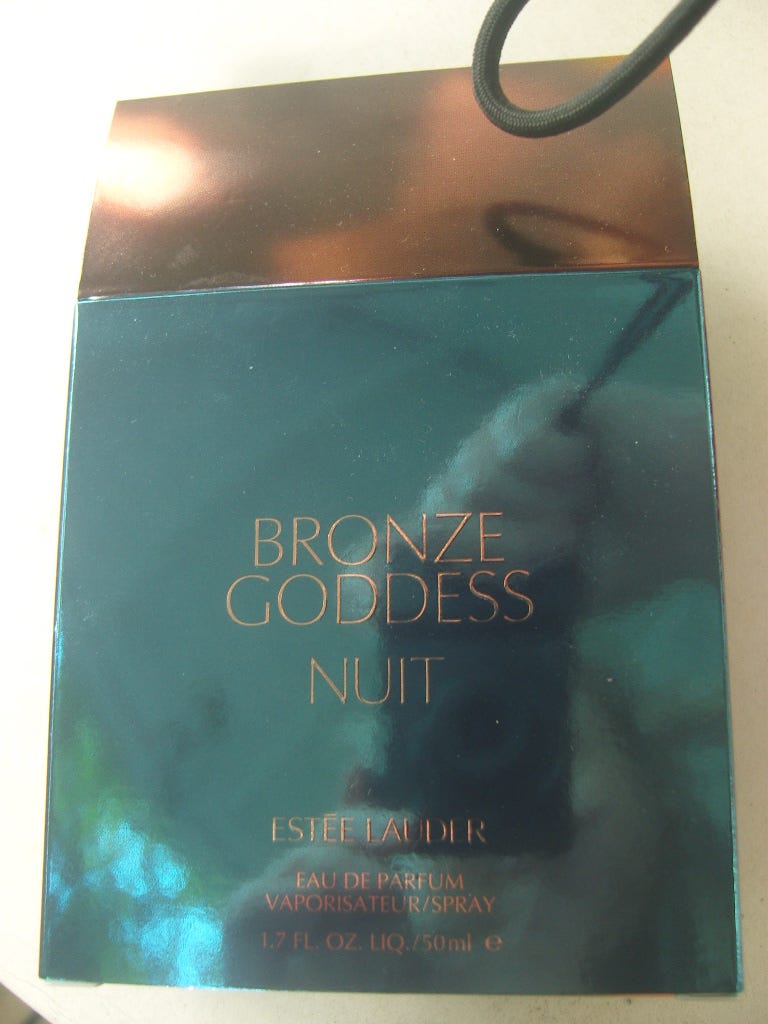 BRONZE
GODDESS
NUIT
ESTĒE LAUDER
EAU DE PARFUM
VAPORISATEUR/SPRAY
1.7 FL. OZ. LIQ./50ml ℮